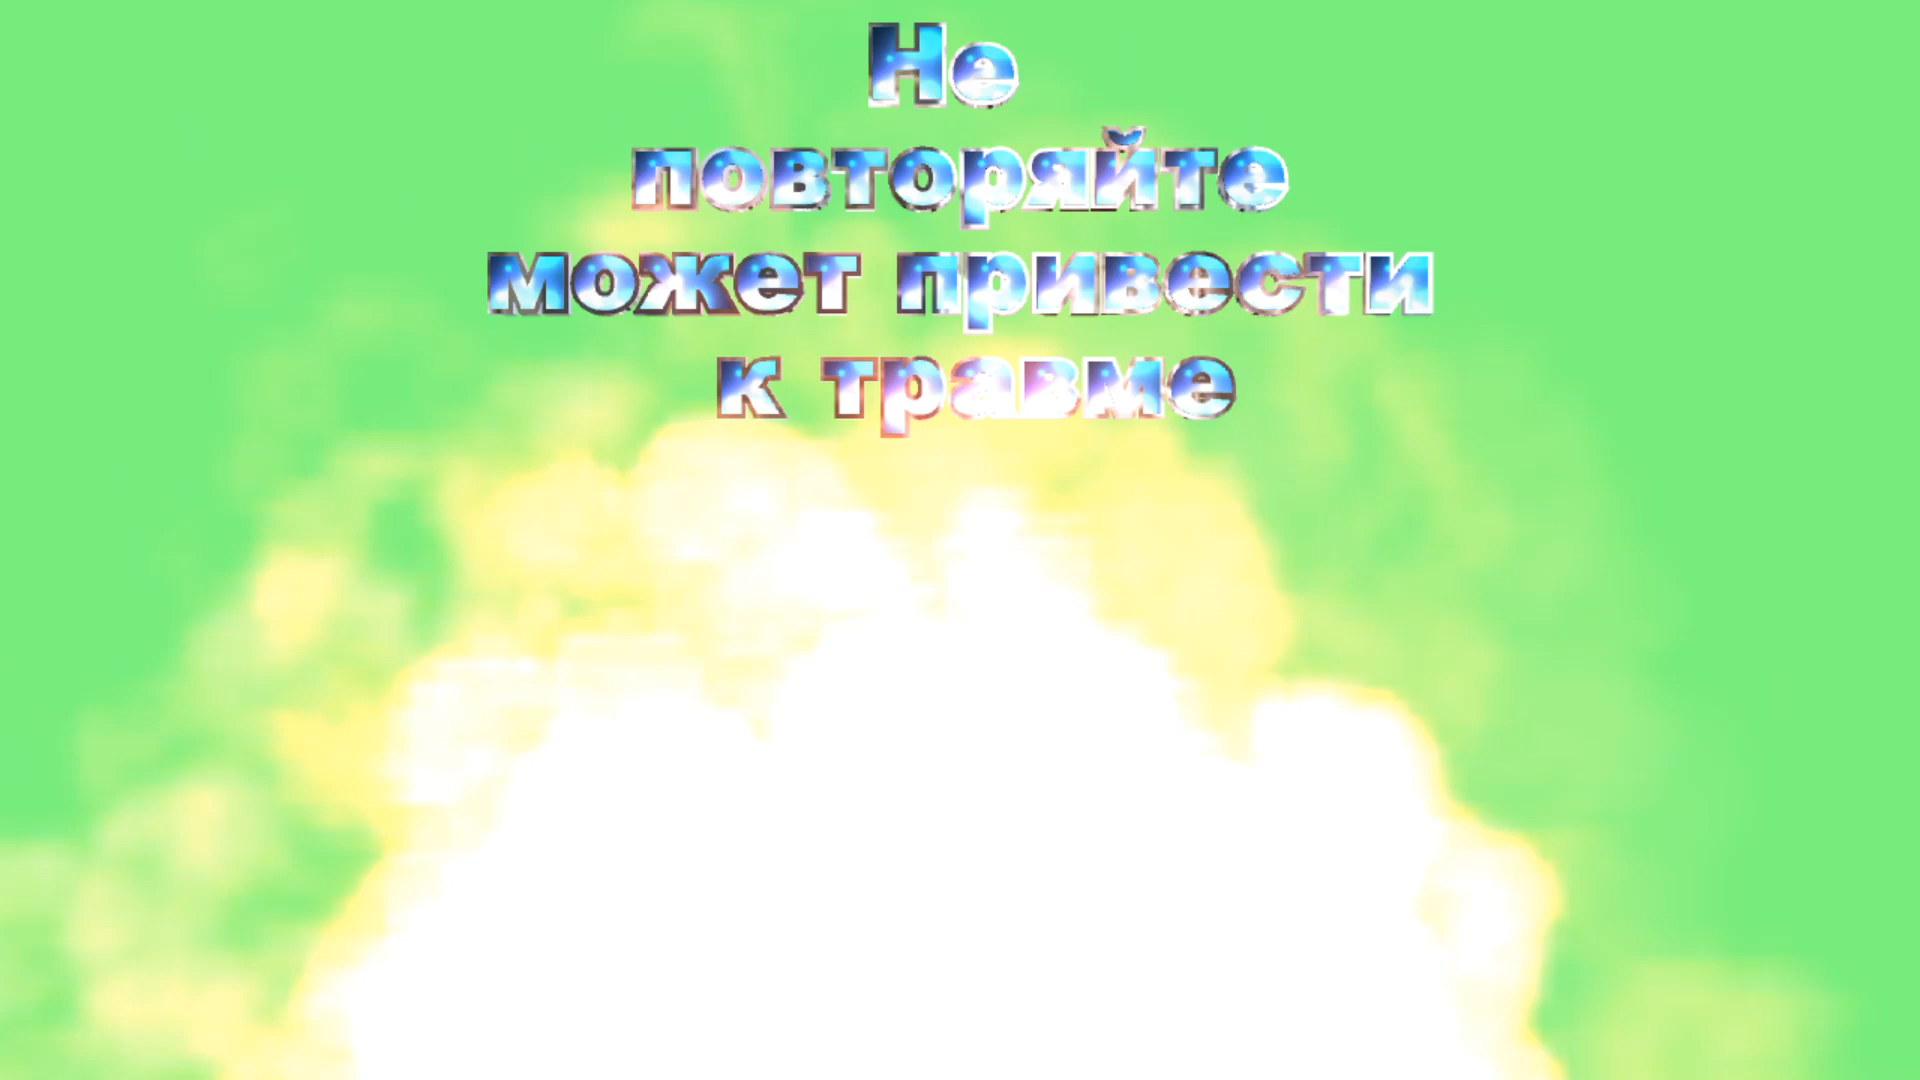 Не
повторяйте
может привести
к травме